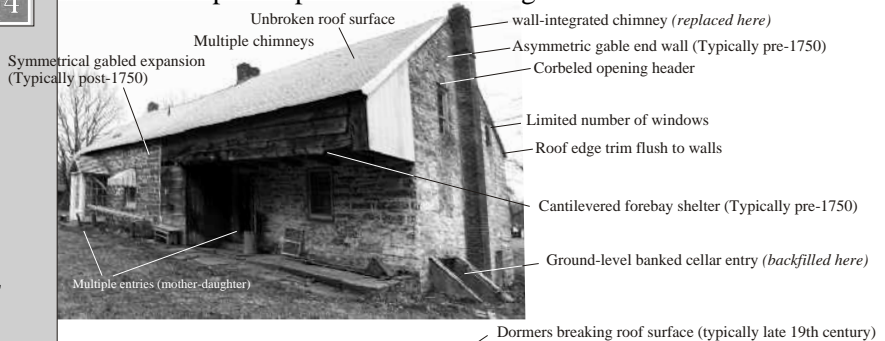 4
Unbroken roof surface
Multiple chimneys
Symmetrical gabled expansion
(Typically post-1750)
wall-integrated chimney (replaced here)
Asymmetric gable end wall (Typically pre-1750)
Corbeled opening header
Limited number of windows
Roof edge trim flush to walls
Cantilevered forebay shelter (Typically pre-1750)
Ground-level banked cellar entry (backfilled here)
Multiple entries (mother-daughter)
Dormers breaking roof surface (typically late 19th century)